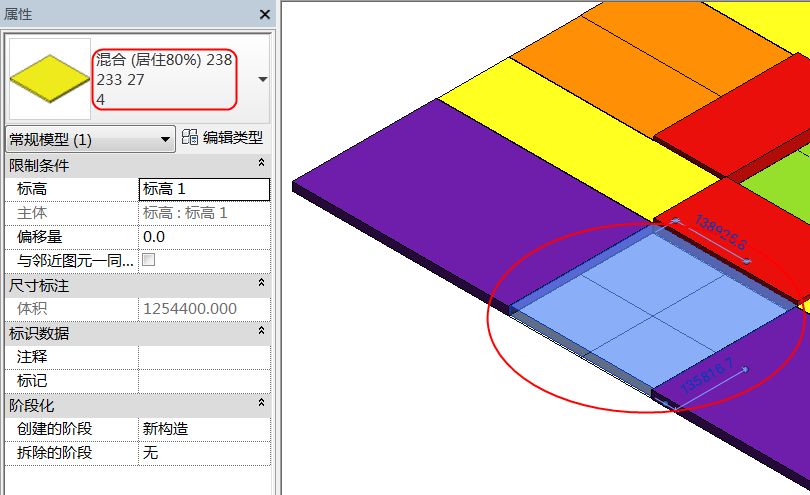 属性
混合 (居住80%) 238
233 27
4
常规模型 (1)
编辑类型
限制条件
标高 标高 1
主体 标高 : 标高 1
偏移量 0.0
与邻近图元一同...
尺寸标注
体积 1254400.000
标识数据
注释
标记
阶段化
创建的阶段 新构造
拆除的阶段 无
138925.6
135816.7